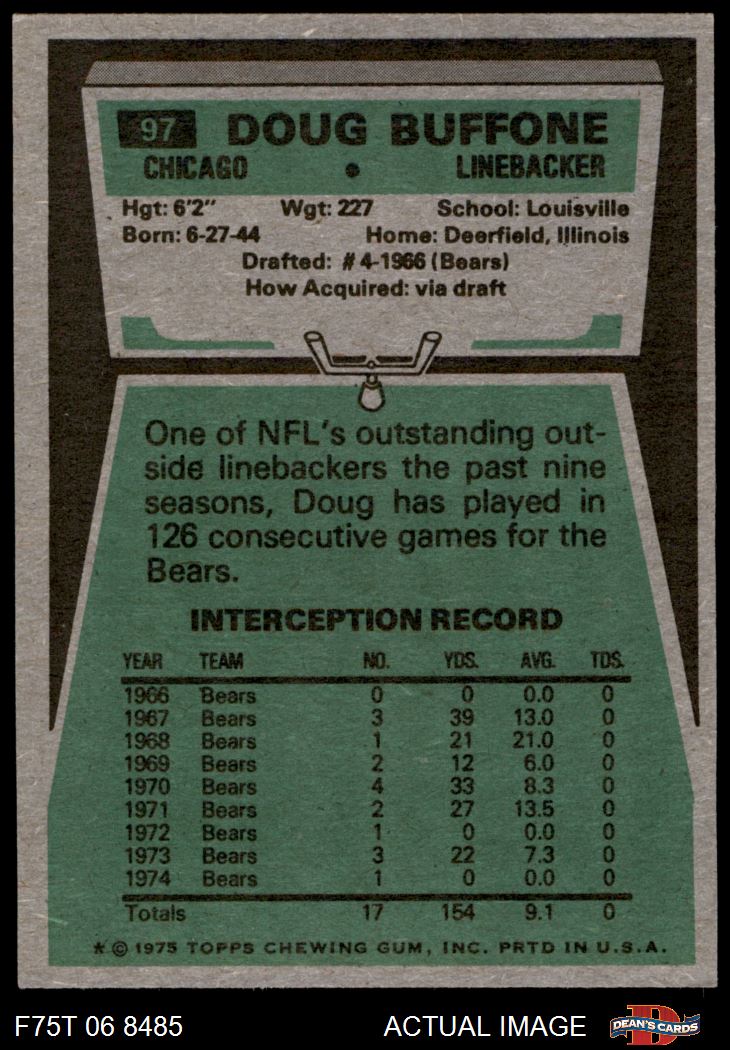 97 DOUG BUFFONE
CHICAGO • LINEBACKER
Hgt: 6'2" Wgt: 227 School: Louisville
Born: 6-27-44 Home: Deerfield, Illinois
Drafted: #4-1966 (Bears)
How Acquired: via draft
One of NFL's outstanding out-
side linebackers the past nine
seasons, Doug has played in
126 consecutive games for the
Bears.
INTERCEPTION RECORD
YEAR TEAM NO. YDS. AVG. TDS.
1966 Bears 0 0 0.0 0
1967 Bears 3 39 13.0 0
1968 Bears 1 21 21.0 0
1969 Bears 2 12 6.0 0
1970 Bears 4 33 8.3 0
1971 Bears 2 27 13.5 0
1972 Bears 1 0 0.0 0
1973 Bears 3 22 7.3 0
1974 Bears 1 0 0.0 0
Totals 17 154 9.1 0
* © 1975 TOPPS CHEWING GUM, INC. PRTD IN U.S.A.
F75T 06 8485 ACTUAL IMAGE D DEAN'S CARDS